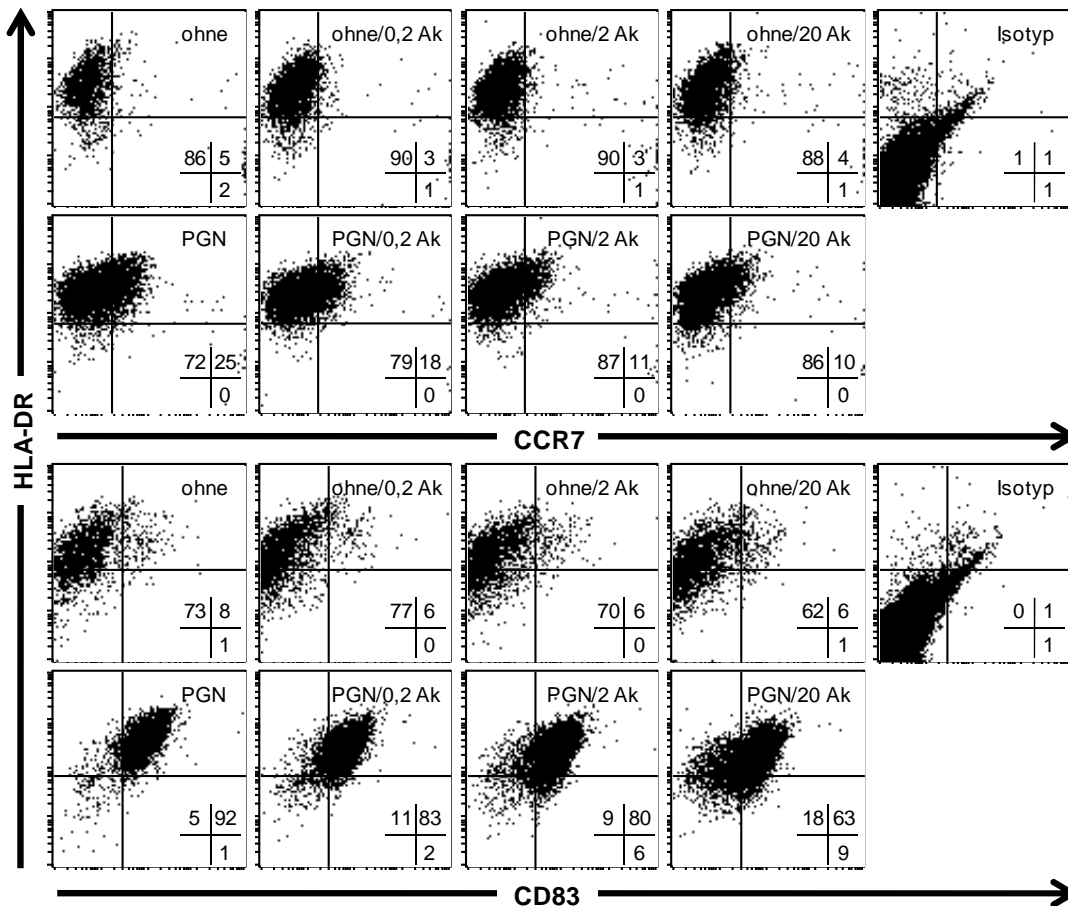 ohne
ohne/0,2 Ak
ohne/2 Ak
ohne/20 Ak
Isotyp
86 5
2
90 3
1
90 3
1
88 4
1
1 1
1
PGN
PGN/0,2 Ak
PGN/2 Ak
PGN/20 Ak
72 25
0
79 18
0
87 11
0
86 10
0
HLA-DR
CCR7
ohne
ohne/0,2 Ak
ohne/2 Ak
ohne/20 Ak
Isotyp
73 8
1
77 6
0
70 6
0
62 6
1
0 1
1
PGN
PGN/0,2 Ak
PGN/2 Ak
PGN/20 Ak
5 92
1
11 83
2
9 80
6
18 63
9
CD83